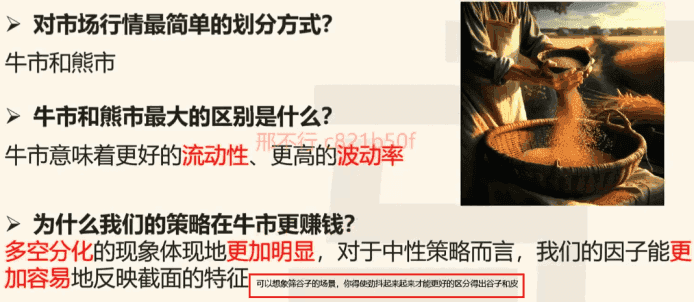 ➢ 对市场行情最简单的划分方式？
牛市和熊市
➢ 牛市和熊市最大的区别是什么？
邢不行 c821b50f
牛市意味着更好的流动性、更高的波动率
➢ 为什么我们的策略在牛市更赚钱？
多空分化的现象体现地更加明显，对于中性策略而言，我们的因子能更
加容易地反映截面的特征
可以想象筛谷子的场景，你得使劲抖起来起来才能更好的区分得出谷子和皮